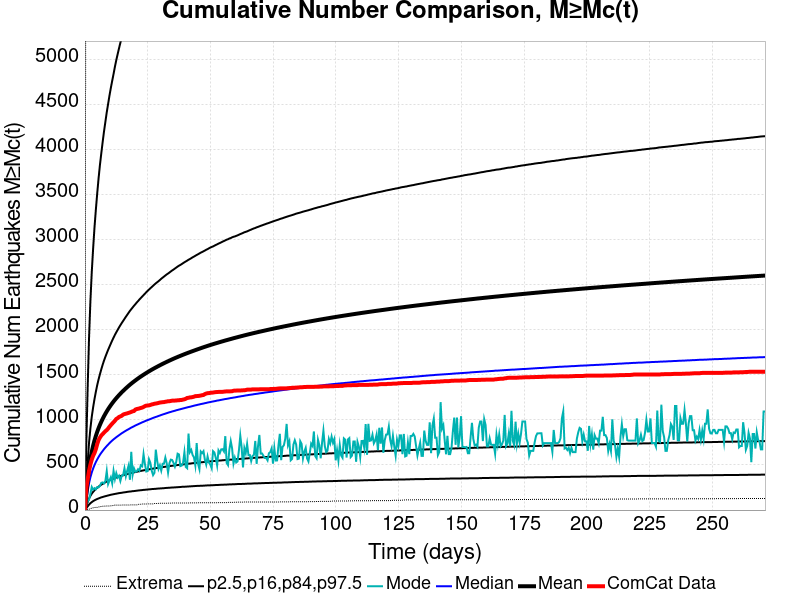 Cumulative Number Comparison, M≥Mc(t)
Cumulative Num Earthquakes M≥Mc(t)
5000
4500
4000
3500
3000
2500
2000
1500
1000
500
0
0 25 50 75 100 125 150 175 200 225 250
Time (days)
Extrema p2.5,p16,p84,p97.5 Mode Median Mean ComCat Data